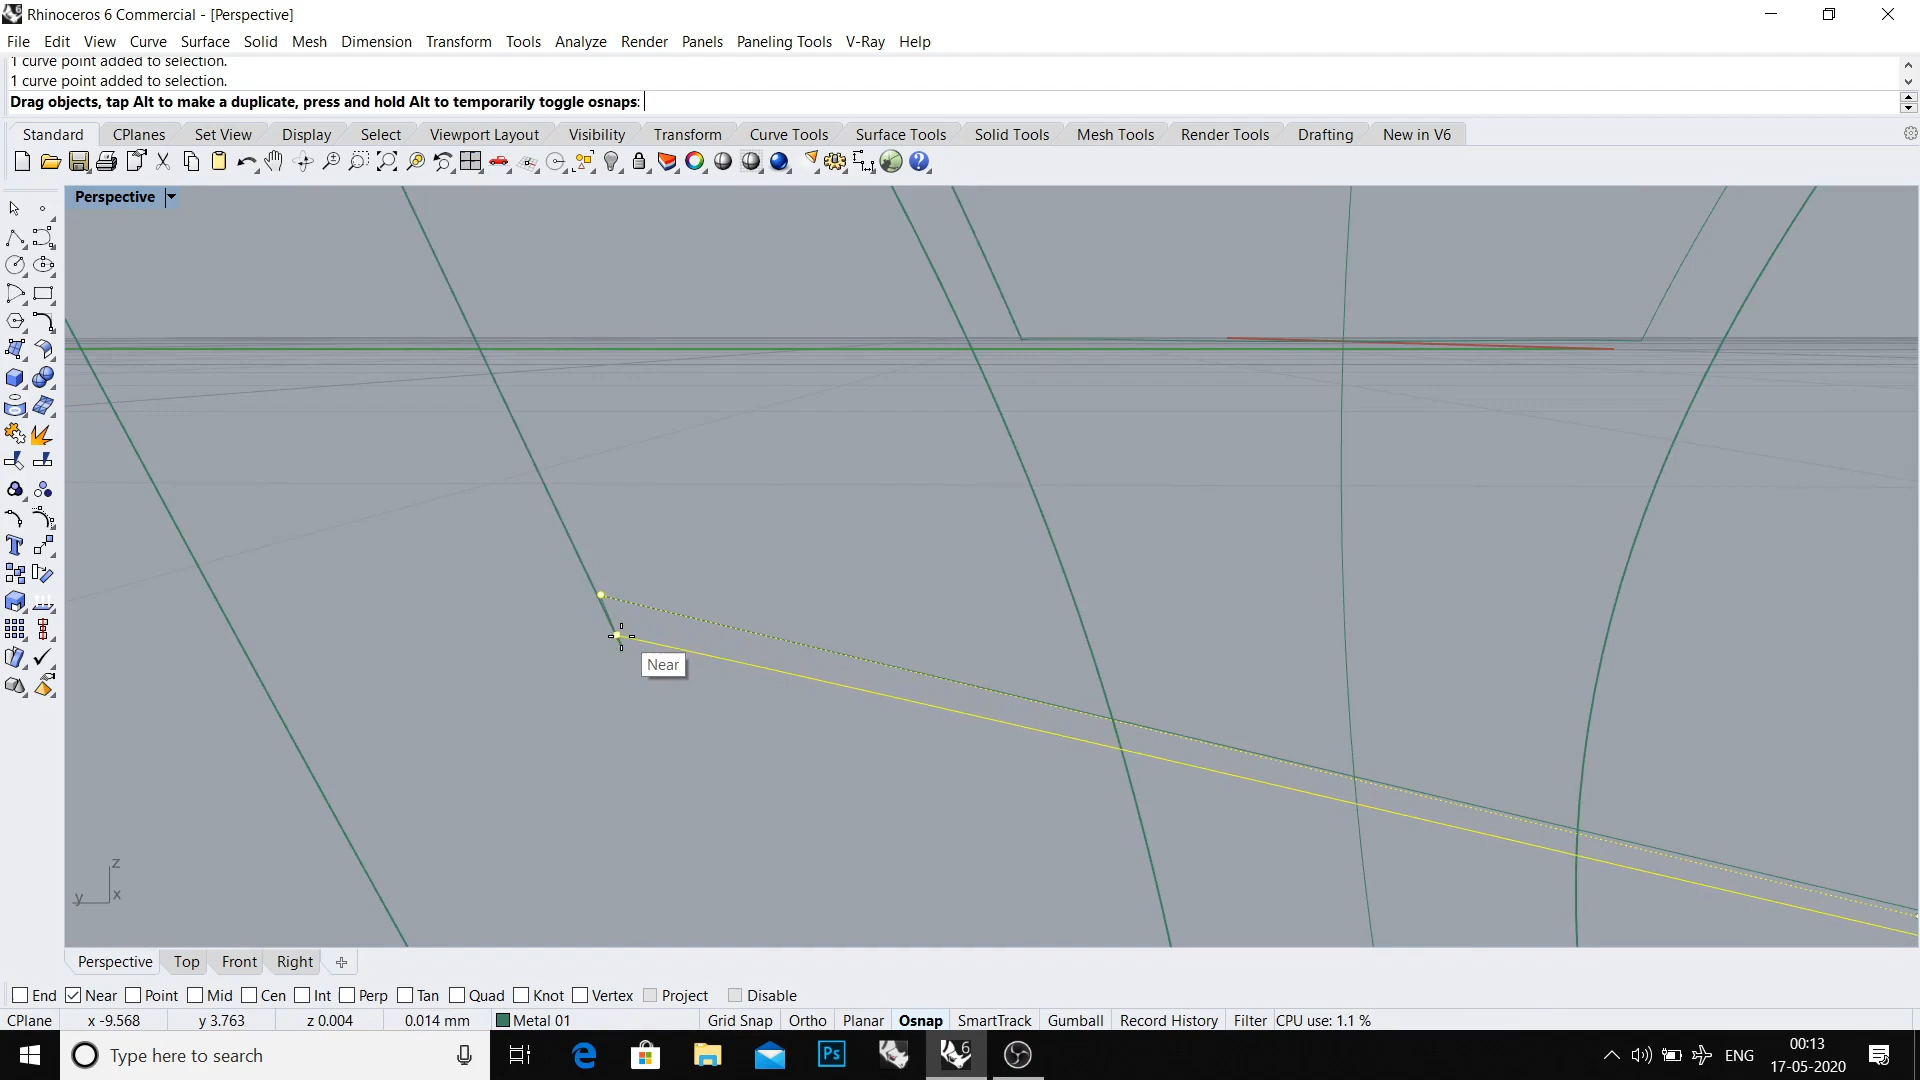 Rhinoceros 6 Commercial - [Perspective]
File Edit View Curve Surface Solid Mesh Dimension Transform Tools Analyze Render Panels Paneling Tools V-Ray Help
1 curve point added to selection.
1 curve point added to selection.
Drag objects, tap Alt to make a duplicate, press and hold Alt to temporarily toggle osnaps:
Standard CPlanes Set View Display Select Viewport Layout Visibility Transform Curve Tools Surface Tools Solid Tools Mesh Tools Render Tools Drafting New in V6
Perspective
Near
z
y x
Perspective Top Front Right
End Near Point Mid Cen Int Perp Tan Quad Knot Vertex Project Disable
CPlane x -9.568 y 3.763 z 0.004 0.014 mm Metal 01 Grid Snap Ortho Planar Osnap SmartTrack Gumball Record History Filter CPU use: 1.1 %
Type here to search Ps 6 ENG 00:13
17-05-2020